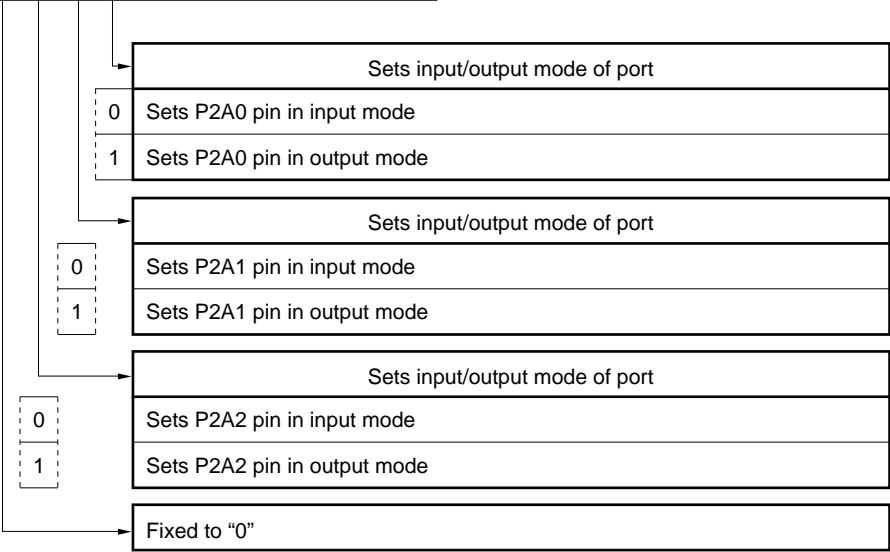 Sets input/output mode of port
0 Sets P2A0 pin in input mode
1 Sets P2A0 pin in output mode
Sets input/output mode of port
0 Sets P2A1 pin in input mode
1 Sets P2A1 pin in output mode
Sets input/output mode of port
0 Sets P2A2 pin in input mode
1 Sets P2A2 pin in output mode
Fixed to “0”